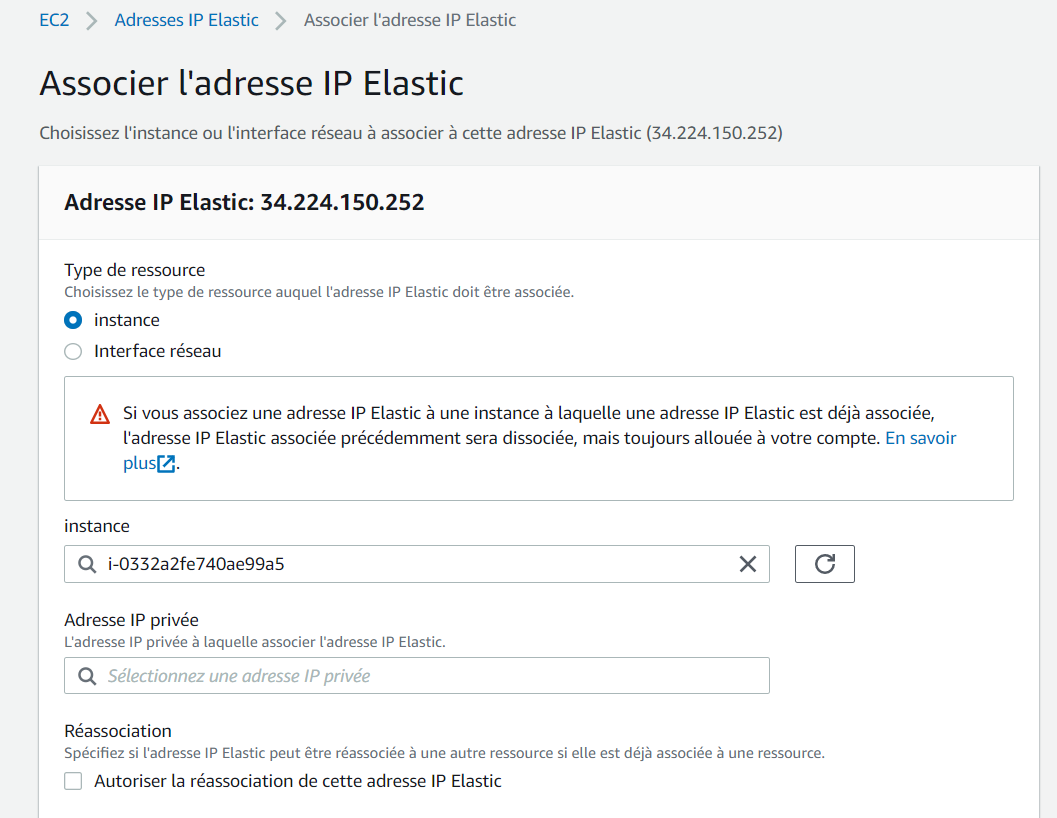 EC2 > Adresses IP Elastic > Associer l'adresse IP Elastic
Associer l'adresse IP Elastic
Choisissez l'instance ou l'interface réseau à associer à cette adresse IP Elastic (34.224.150.252)
Adresse IP Elastic: 34.224.150.252
Type de ressource
Choisissez le type de ressource auquel l'adresse IP Elastic doit être associée.
instance
Interface réseau
Si vous associez une adresse IP Elastic à une instance à laquelle une adresse IP Elastic est déjà associée,
l'adresse IP Elastic associée précédemment sera dissociée, mais toujours allouée à votre compte. En savoir
plus.
instance
i-0332a2fe740ae99a5
Adresse IP privée
L'adresse IP privée à laquelle associer l'adresse IP Elastic.
Sélectionnez une adresse IP privée
Réassociation
Spécifiez si l'adresse IP Elastic peut être réassociée à une autre ressource si elle est déjà associée à une ressource.
Autoriser la réassociation de cette adresse IP Elastic